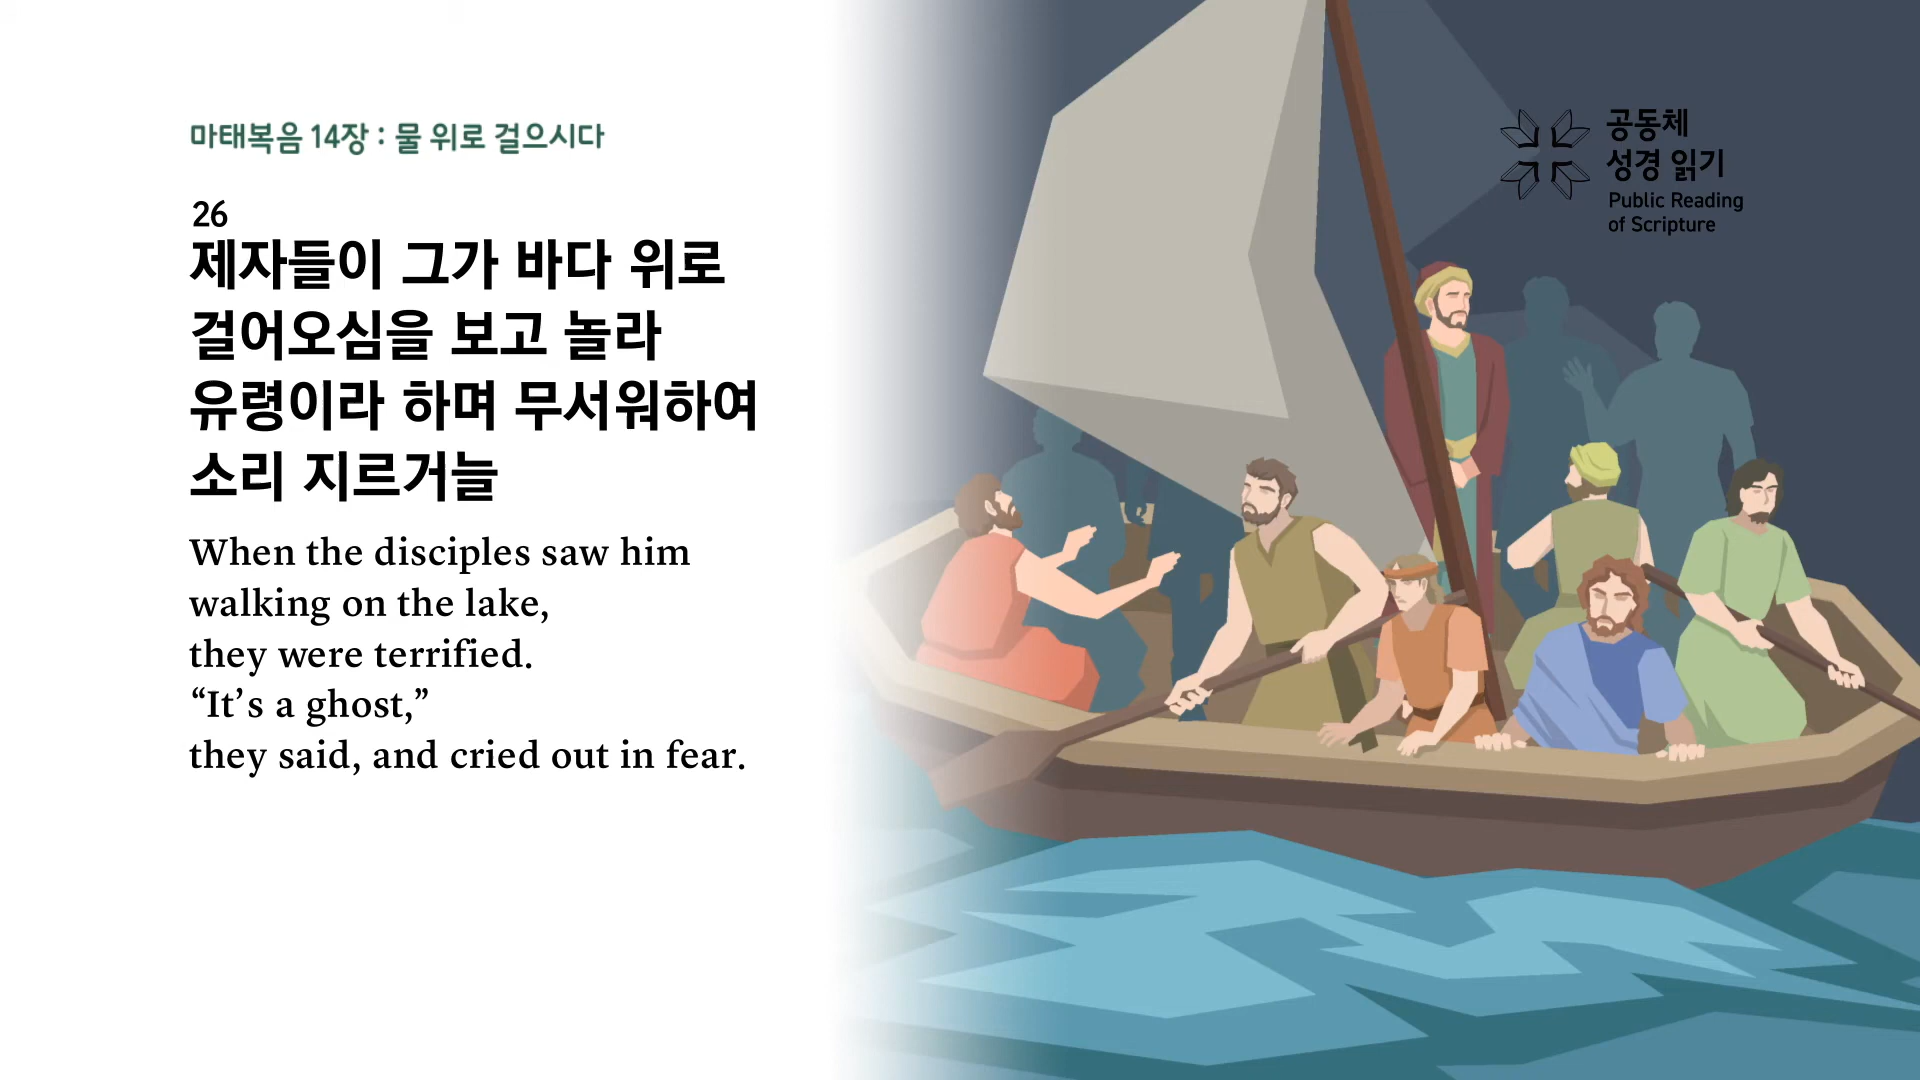 마태복음 14장 : 물 위로 걸으시다
26
제자들이 그가 바다 위로
걸어오심을 보고 놀라
유령이라 하며 무서워하여
소리 지르거늘
When the disciples saw him
walking on the lake,
they were terrified.
“It’s a ghost,”
they said, and cried out in fear.
공동체
성경 읽기
Public Reading
of Scripture